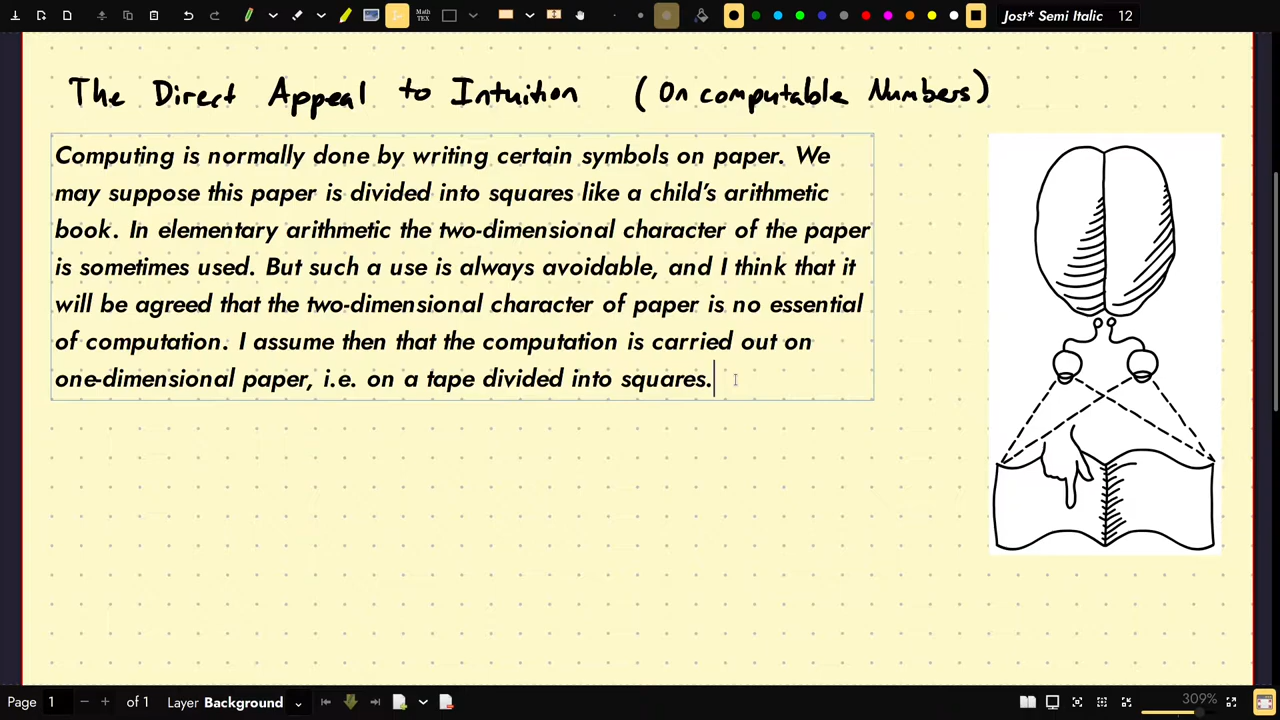 Math
TEX
Jost* Semi Italic 12
The Direct Appeal to Intuition (On computable Numbers)
Computing is normally done by writing certain symbols on paper. We
may suppose this paper is divided into squares like a child's arithmetic
book. In elementary arithmetic the two-dimensional character of the paper
is sometimes used. But such a use is always avoidable, and I think that it
will be agreed that the two-dimensional character of paper is no essential
of computation. I assume then that the computation is carried out on
one-dimensional paper, i.e. on a tape divided into squares.
Page 1 of 1 Layer Background 309%